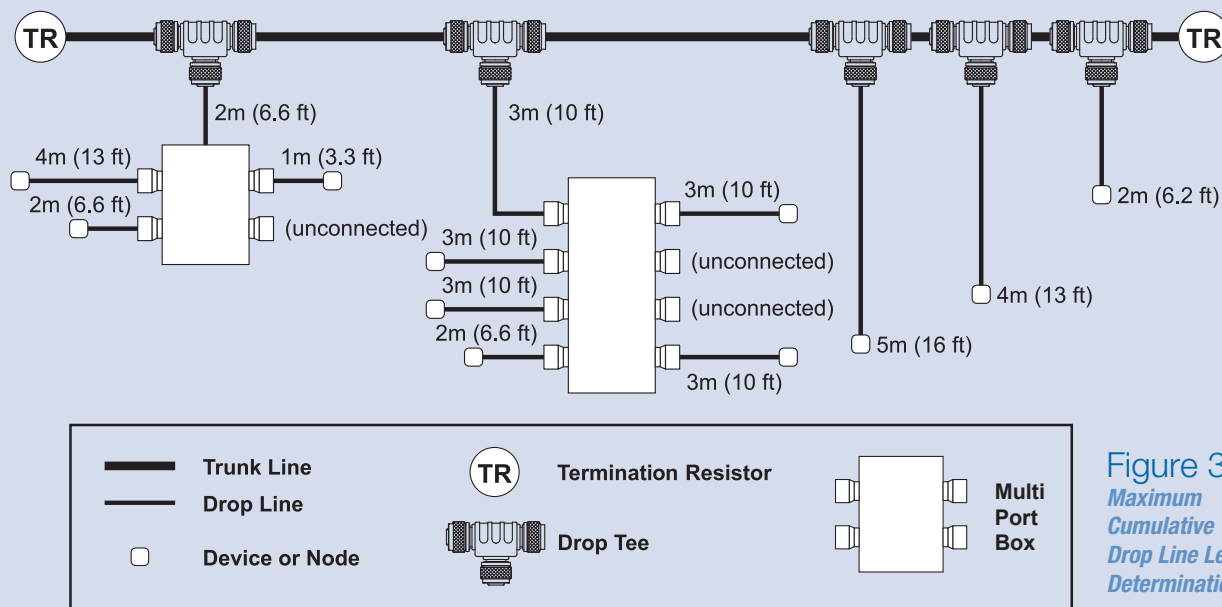 TR
TR
2m (6.6 ft)
3m (10 ft)
4m (13 ft)
1m (3.3 ft)
2m (6.6 ft)
(unconnected)
3m (10 ft)
2m (6.2 ft)
3m (10 ft)
(unconnected)
3m (10 ft)
(unconnected)
4m (13 ft)
2m (6.6 ft)
5m (16 ft)
3m (10 ft)
Trunk Line
Drop Line
Device or Node
TR
Termination Resistor
Drop Tee
Multi
Port
Box
Figure 3
Maximum
Cumulative
Drop Line